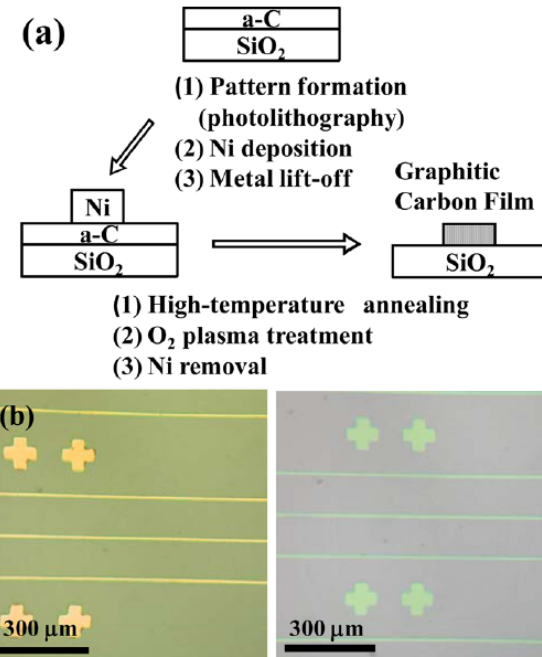 (a)
a-C
SiO₂
(1) Pattern formation
(photolithography)
(2) Ni deposition
(3) Metal lift-off
Graphitic
Carbon Film
Ni
a-C
SiO₂
SiO₂
(1) High-temperature annealing
(2) O₂ plasma treatment
(3) Ni removal
(b)
300 μm
300 μm